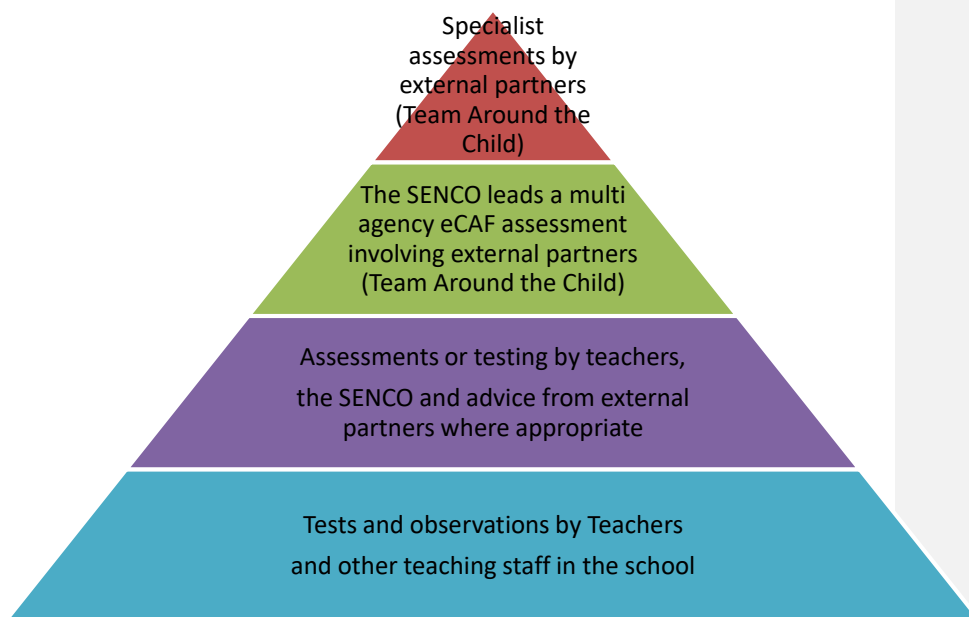 Specialist
assessments by
external partners
(Team Around the
Child)
The SENCO leads a multi
agency eCAF assessment
involving external partners
(Team Around the Child)
Assessments or testing by teachers,
the SENCO and advice from external
partners where appropriate
Tests and observations by Teachers
and other teaching staff in the school